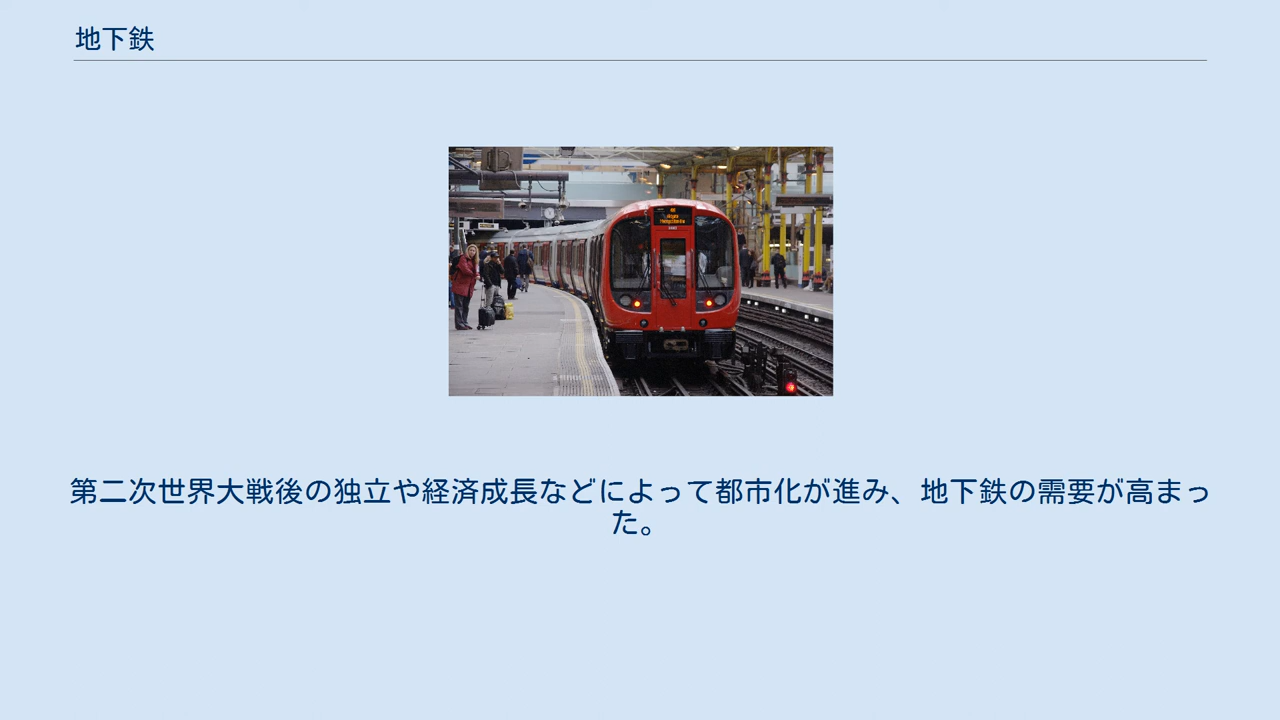 地下鉄
第二次世界大戦後の独立や経済成長などによって都市化が進み、地下鉄の需要が高まっ
た。